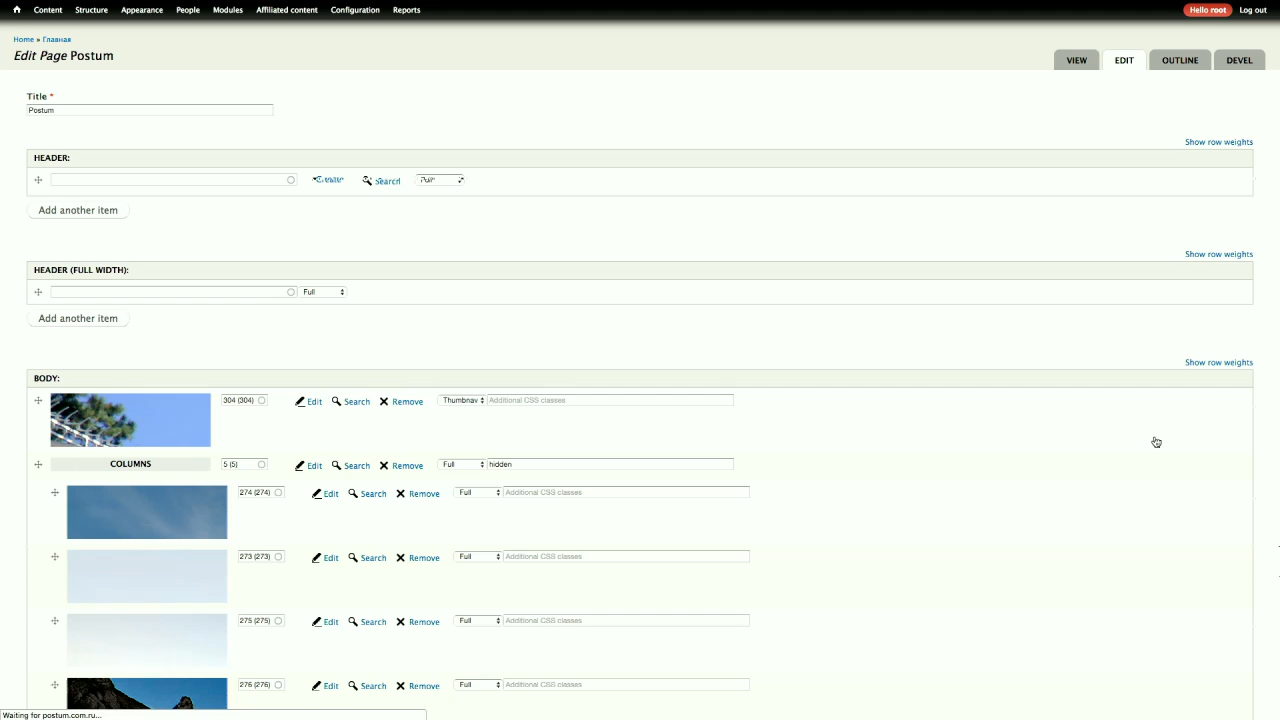 Content Structure Appearance People Modules Affiliated content Configuration Reports Hello root Log out
Home » Главная
Edit Page Postum
VIEW EDIT OUTLINE DEVEL
Title *
Postum
Show row weights
HEADER:
Search
Add another item
Show row weights
HEADER (FULL WIDTH):
Full
Add another item
Show row weights
BODY:
304 (304) Edit Search Remove Thumbnav Additional CSS classes
COLUMNS 5 (5) Edit Search Remove Full hidden
274 (274) Edit Search Remove Full Additional CSS classes
273 (273) Edit Search Remove Full Additional CSS classes
275 (275) Edit Search Remove Full Additional CSS classes
276 (276) Edit Search Remove Full Additional CSS classes
Waiting for postum.com.ru...